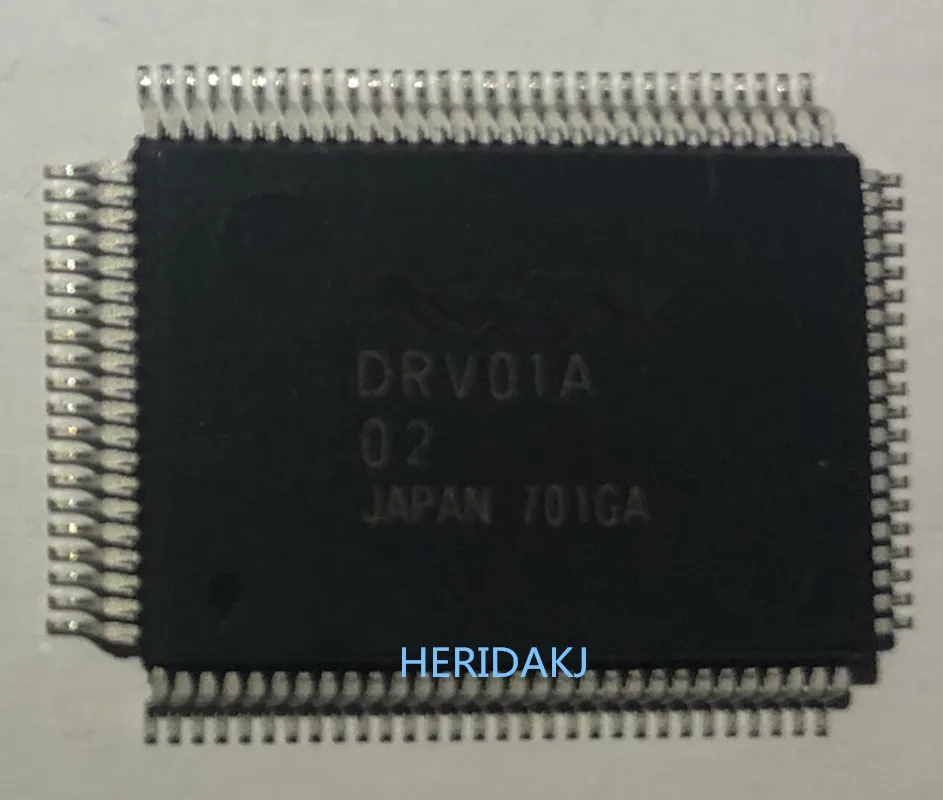 DRV01A
02
JAPAN 701GA
HERIDAKJ